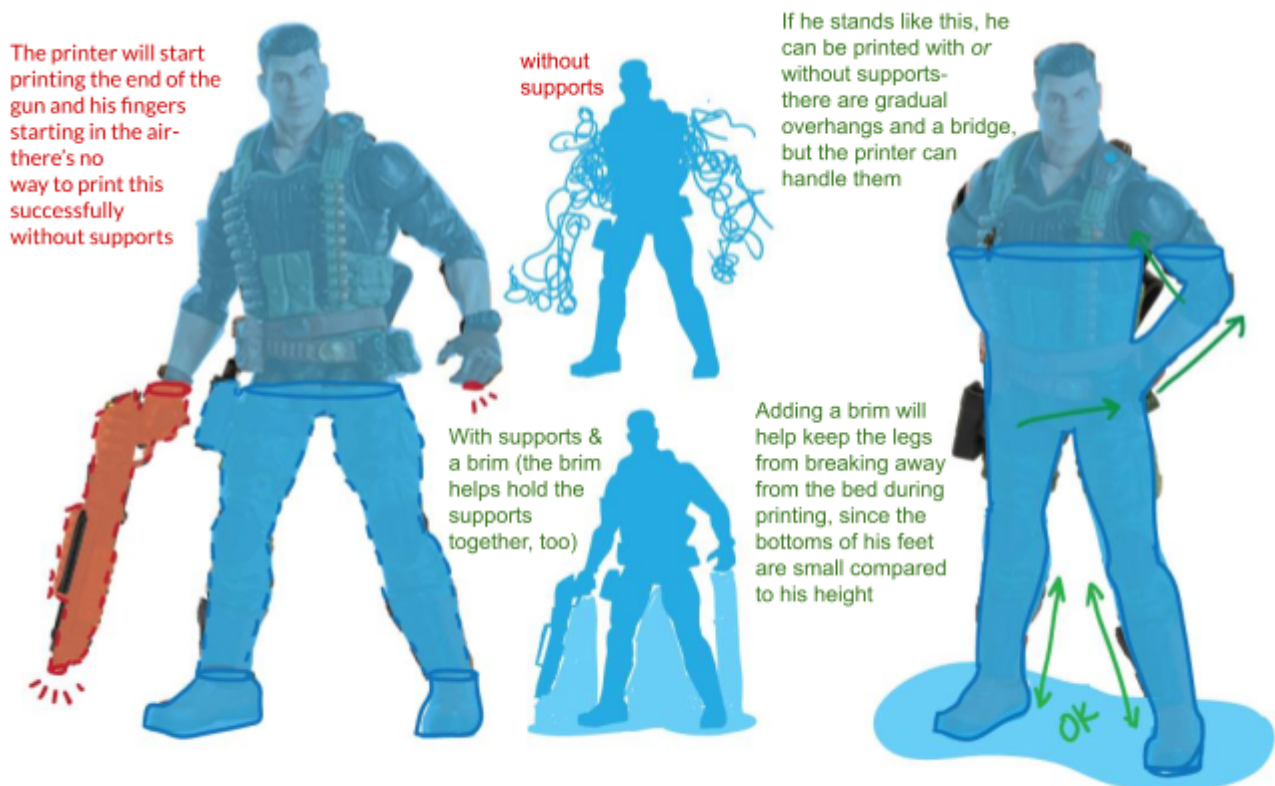 The printer will start
printing the end of the
gun and his fingers
starting in the air-
there's no
way to print this
successfully
without supports
without
supports
If he stands like this, he
can be printed with or
without supports-
there are gradual
overhangs and a bridge,
but the printer can
handle them
With supports &
a brim (the brim
helps hold the
supports
together, too)
Adding a brim will
help keep the legs
from breaking away
from the bed during
printing, since the
bottoms of his feet
are small compared
to his height
OK